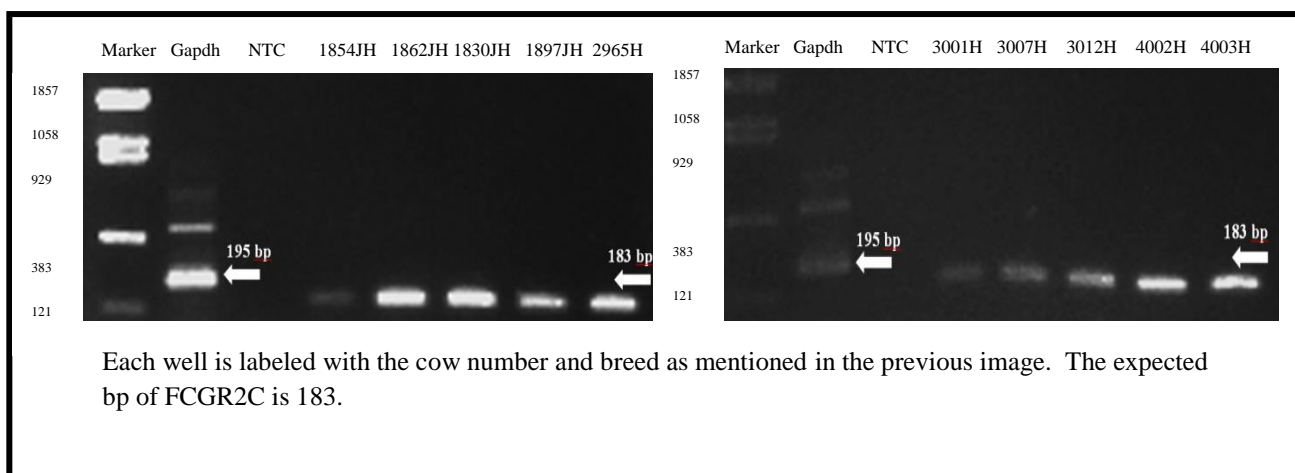 Marker Gapdh NTC 1854JH 1862JH 1830JH 1897JH 2965H
1857
1058
929
383
121
195 bp
183 bp
Marker Gapdh NTC 3001H 3007H 3012H 4002H 4003H
1857
1058
929
383
121
195 bp
183 bp
Each well is labeled with the cow number and breed as mentioned in the previous image. The expected
bp of FCGR2C is 183.